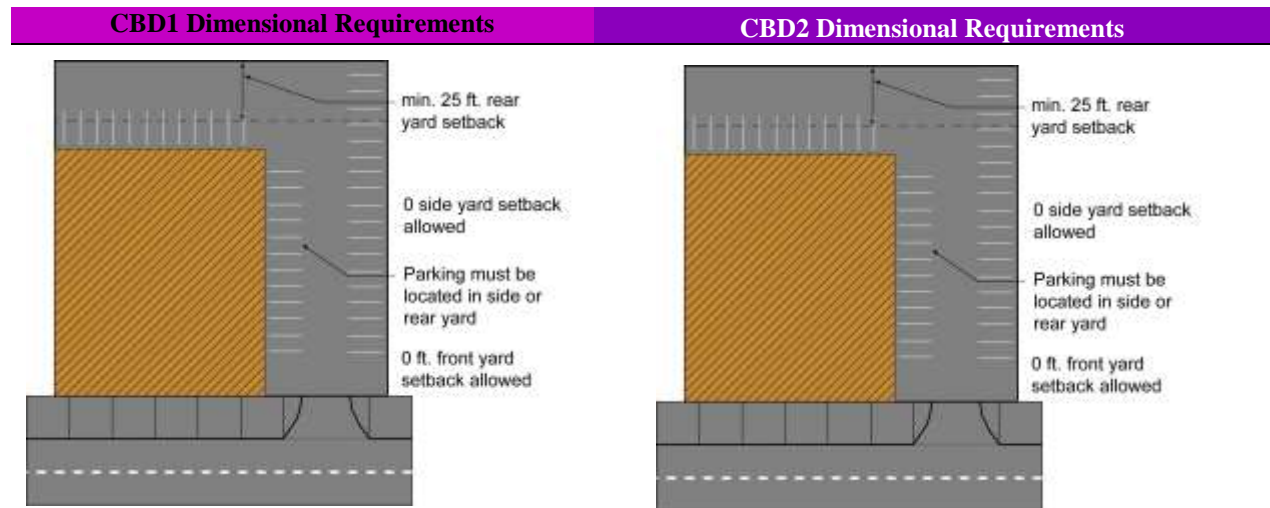 CBD1 Dimensional Requirements
min. 25 ft. rear
yard setback
0 side yard setback
allowed
Parking must be
located in side or
rear yard
0 ft. front yard
setback allowed
CBD2 Dimensional Requirements
min. 25 ft. rear
yard setback
0 side yard setback
allowed
Parking must be
located in side or
rear yard
0 ft. front yard
setback allowed